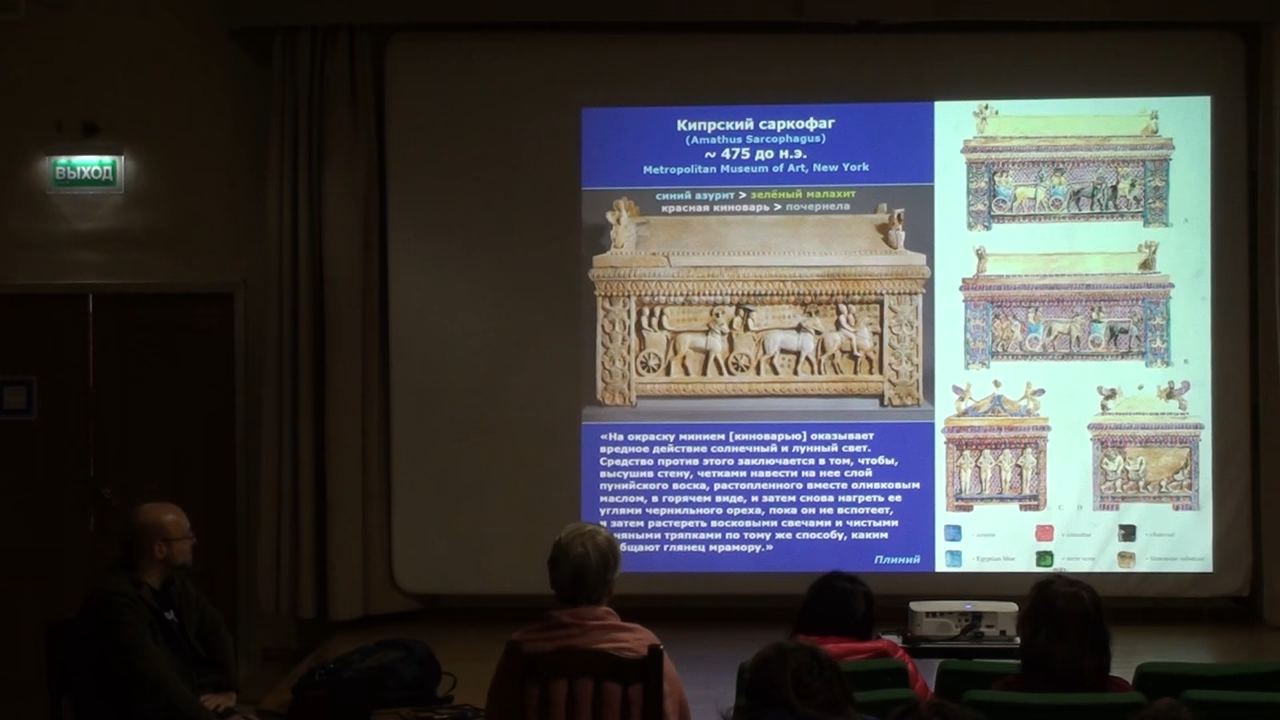 ВЫХОД
Кипрский саркофаг
(Amathus Sarcophagus)
~ 475 до н.э.
Metropolitan Museum of Art, New York
синий азурит > зелёный малахит
красная киноварь > почернела
«На окраску минием [киноварью] оказывает
вредное действие солнечный и лунный свет.
Средство против этого заключается в том, чтобы,
высушив стену, четками навести на нее слой
пунийского воска, растопленного вместе оливковым
маслом, в горячем виде, и затем снова нагреть ее
углями чернильного ореха, пока он не вспотеет,
и затем растереть восковыми свечами и чистыми
тряпками по тому же способу, каким
глянец мрамору.»
Плиний
A
B
C D
- Egyptian blue